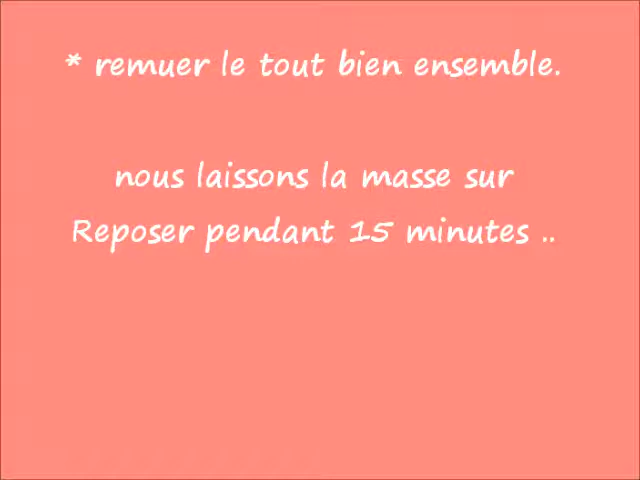 * remuer le tout bien ensemble.
nous laissons la masse sur
Reposer pendant 15 minutes ..